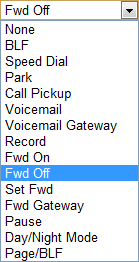 Fwd Off
None
BLF
Speed Dial
Park
Call Pickup
Voicemail
Voicemail Gateway
Record
Fwd On
Fwd Off
Set Fwd
Fwd Gateway
Pause
Day/Night Mode
Page/BLF